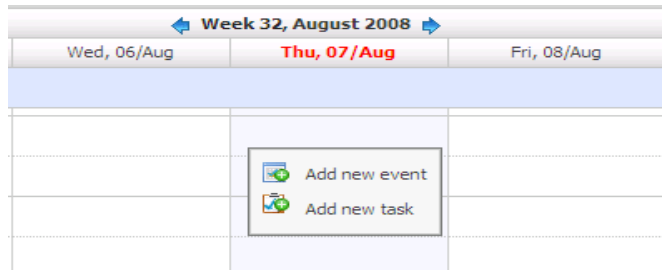 Week 32, August 2008
Wed, 06/Aug Thu, 07/Aug Fri, 08/Aug
Add new event
Add new task